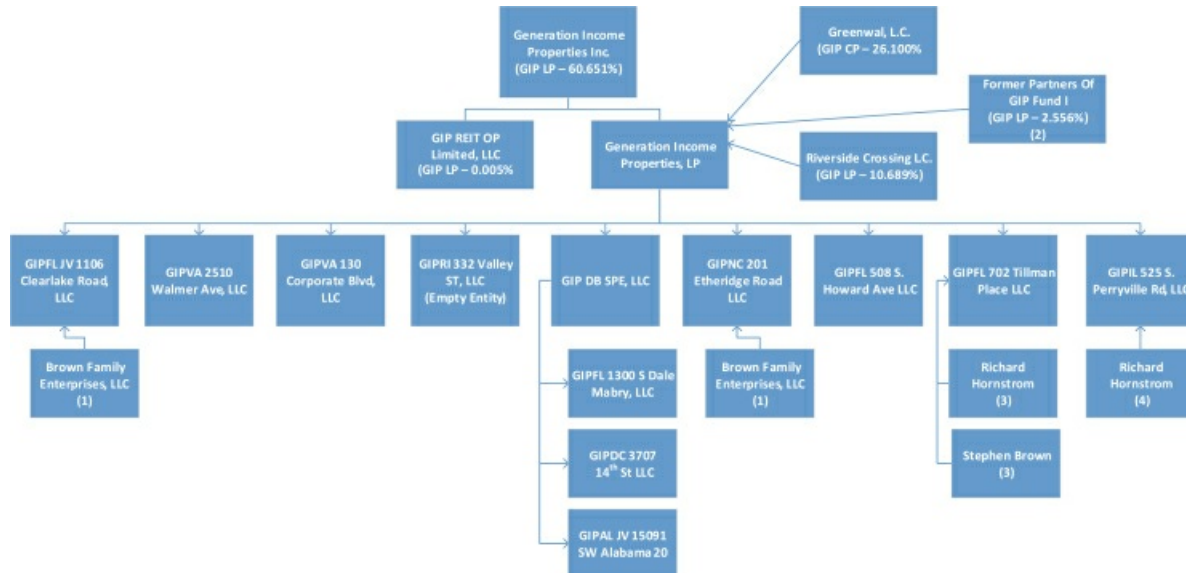 Generation Income
Properties Inc.
(GIP LP – 60.651%)
Greenwal, L.C.
(GIP CP – 26.100%
Former Partners Of
GIP Fund I
(GIP LP – 2.556%)
(2)
GIP REIT OP
Limited, LLC
(GIP LP – 0.005%
Generation Income
Properties, LP
Riverside Crossing LC.
(GIP LP – 10.689%)
GIPFL JV 1106
Clearlake Road,
LLC
GIPVA 2510
Walmer Ave, LLC
GIPVA 130
Corporate Blvd,
LLC
GIPRI 332 Valley
ST, LLC
(Empty Entity)
GIP DB SPE, LLC
GIPNC 201
Etheridge Road
LLC
GIPFL 508 S.
Howard Ave LLC
GIPFL 702 Tillman
Place LLC
GIPIL 525 S.
Perryville Rd, LLC
Brown Family
Enterprises, LLC
(1)
GIPFL 1300 S Dale
Mabry, LLC
Brown Family
Enterprises, LLC
(1)
Richard
Hornstrom
(3)
Richard
Hornstrom
(4)
GIPDC 3707
14th St LLC
Stephen Brown
(3)
GIPAL JV 15091
SW Alabama 20